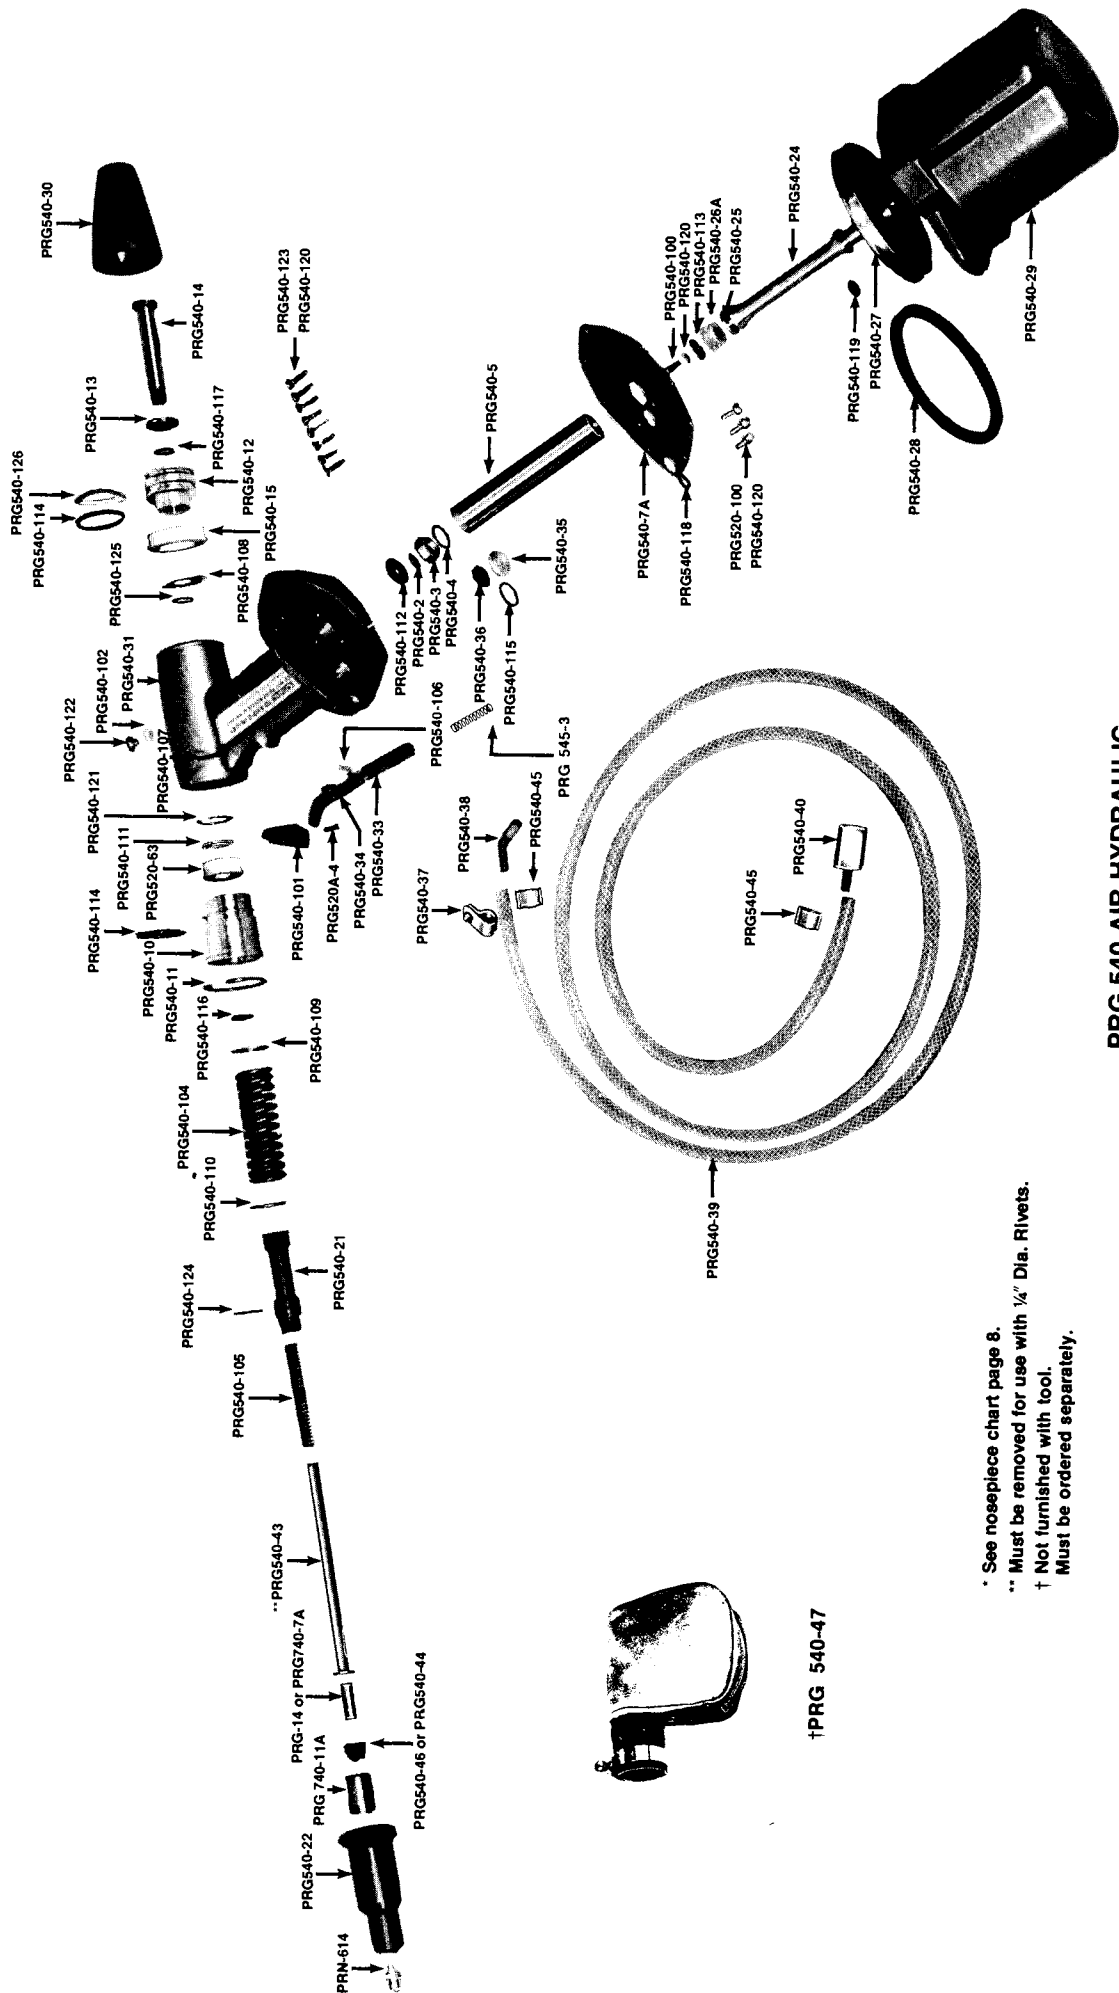 PRG540-30
PRG540-14
PRG540-13
PRG540-117
PRG540-12
PRG540-126
PRG540-114
PRG540-15
PRG540-125
PRG540-108
PRG540-123
PRG540-120
PRG540-31
PRG540-102
PRG540-122
PRG540-107
PRG540-121
PRG540-111
PRG520-63
PRG540-114
PRG540-10
PRG540-11
PRG540-116
PRG540-109
PRG540-104
PRG540-110
PRG540-21
PRG540-124
PRG540-105
**PRG540-43
PRG-14 or PRG740-7A
PRG 740-11A
PRG540-46 or PRG540-44
PRG540-22
PRN-614
PRG540-5
PRG540-112
PRG540-2
PRG540-3
PRG540-4
PRG540-36
PRG540-115
PRG540-35
PRG540-106
PRG 545-3
PRG540-101
PRG520A-4
PRG540-34
PRG540-33
PRG540-37
PRG540-38
PRG540-45
PRG540-40
PRG540-45
PRG540-39
PRG540-24
PRG540-100
PRG540-120
PRG540-113
PRG540-26A
PRG540-25
PRG540-7A
PRG540-118
PRG520-100
PRG540-120
PRG540-119
PRG540-27
PRG540-28
PRG540-29
†PRG 540-47
* See nosepiece chart page 8.
** Must be removed for use with ¼" Dia. Rivets.
† Not furnished with tool.
Must be ordered separately.
PRG 540 AIR HYDRAULIC